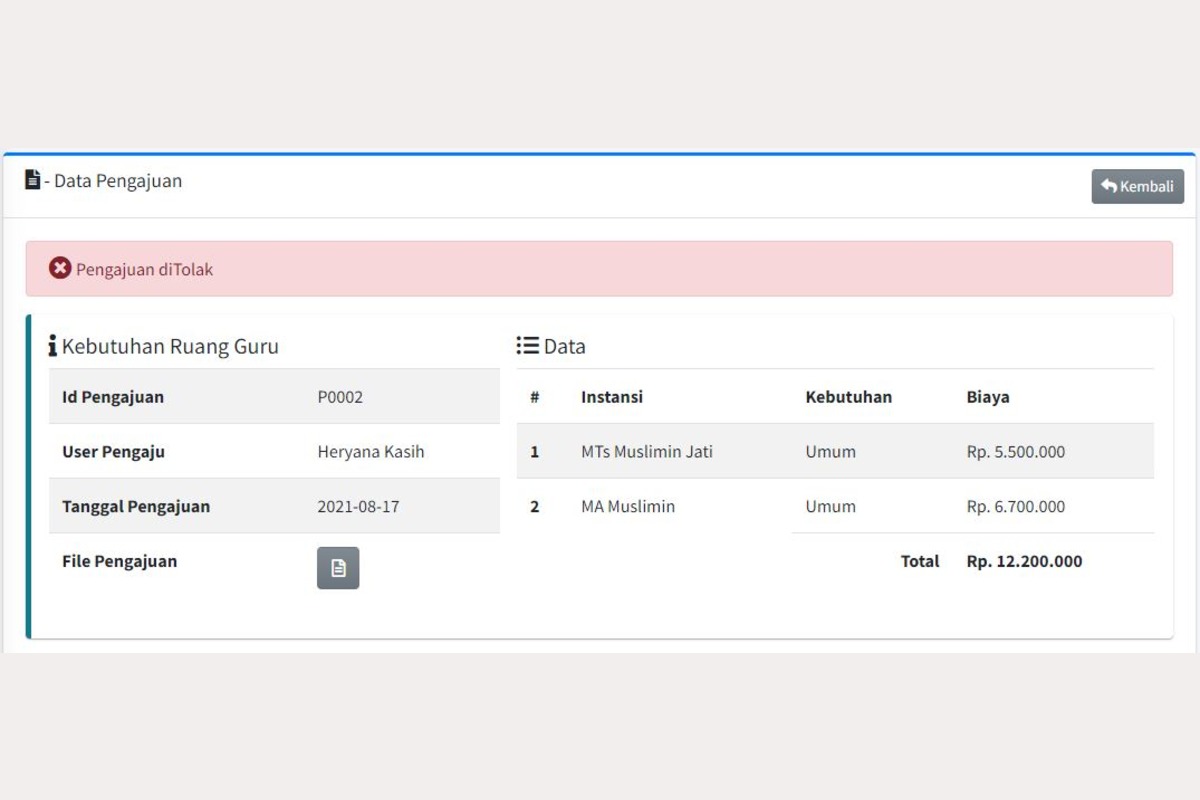 - Data Pengajuan
Kembali
Pengajuan diTolak
Kebutuhan Ruang Guru
Id Pengajuan P0002
User Pengaju Heryana Kasih
Tanggal Pengajuan 2021-08-17
File Pengajuan
Data
# Instansi Kebutuhan Biaya
1 MTs Muslimin Jati Umum Rp. 5.500.000
2 MA Muslimin Umum Rp. 6.700.000
Total Rp. 12.200.000